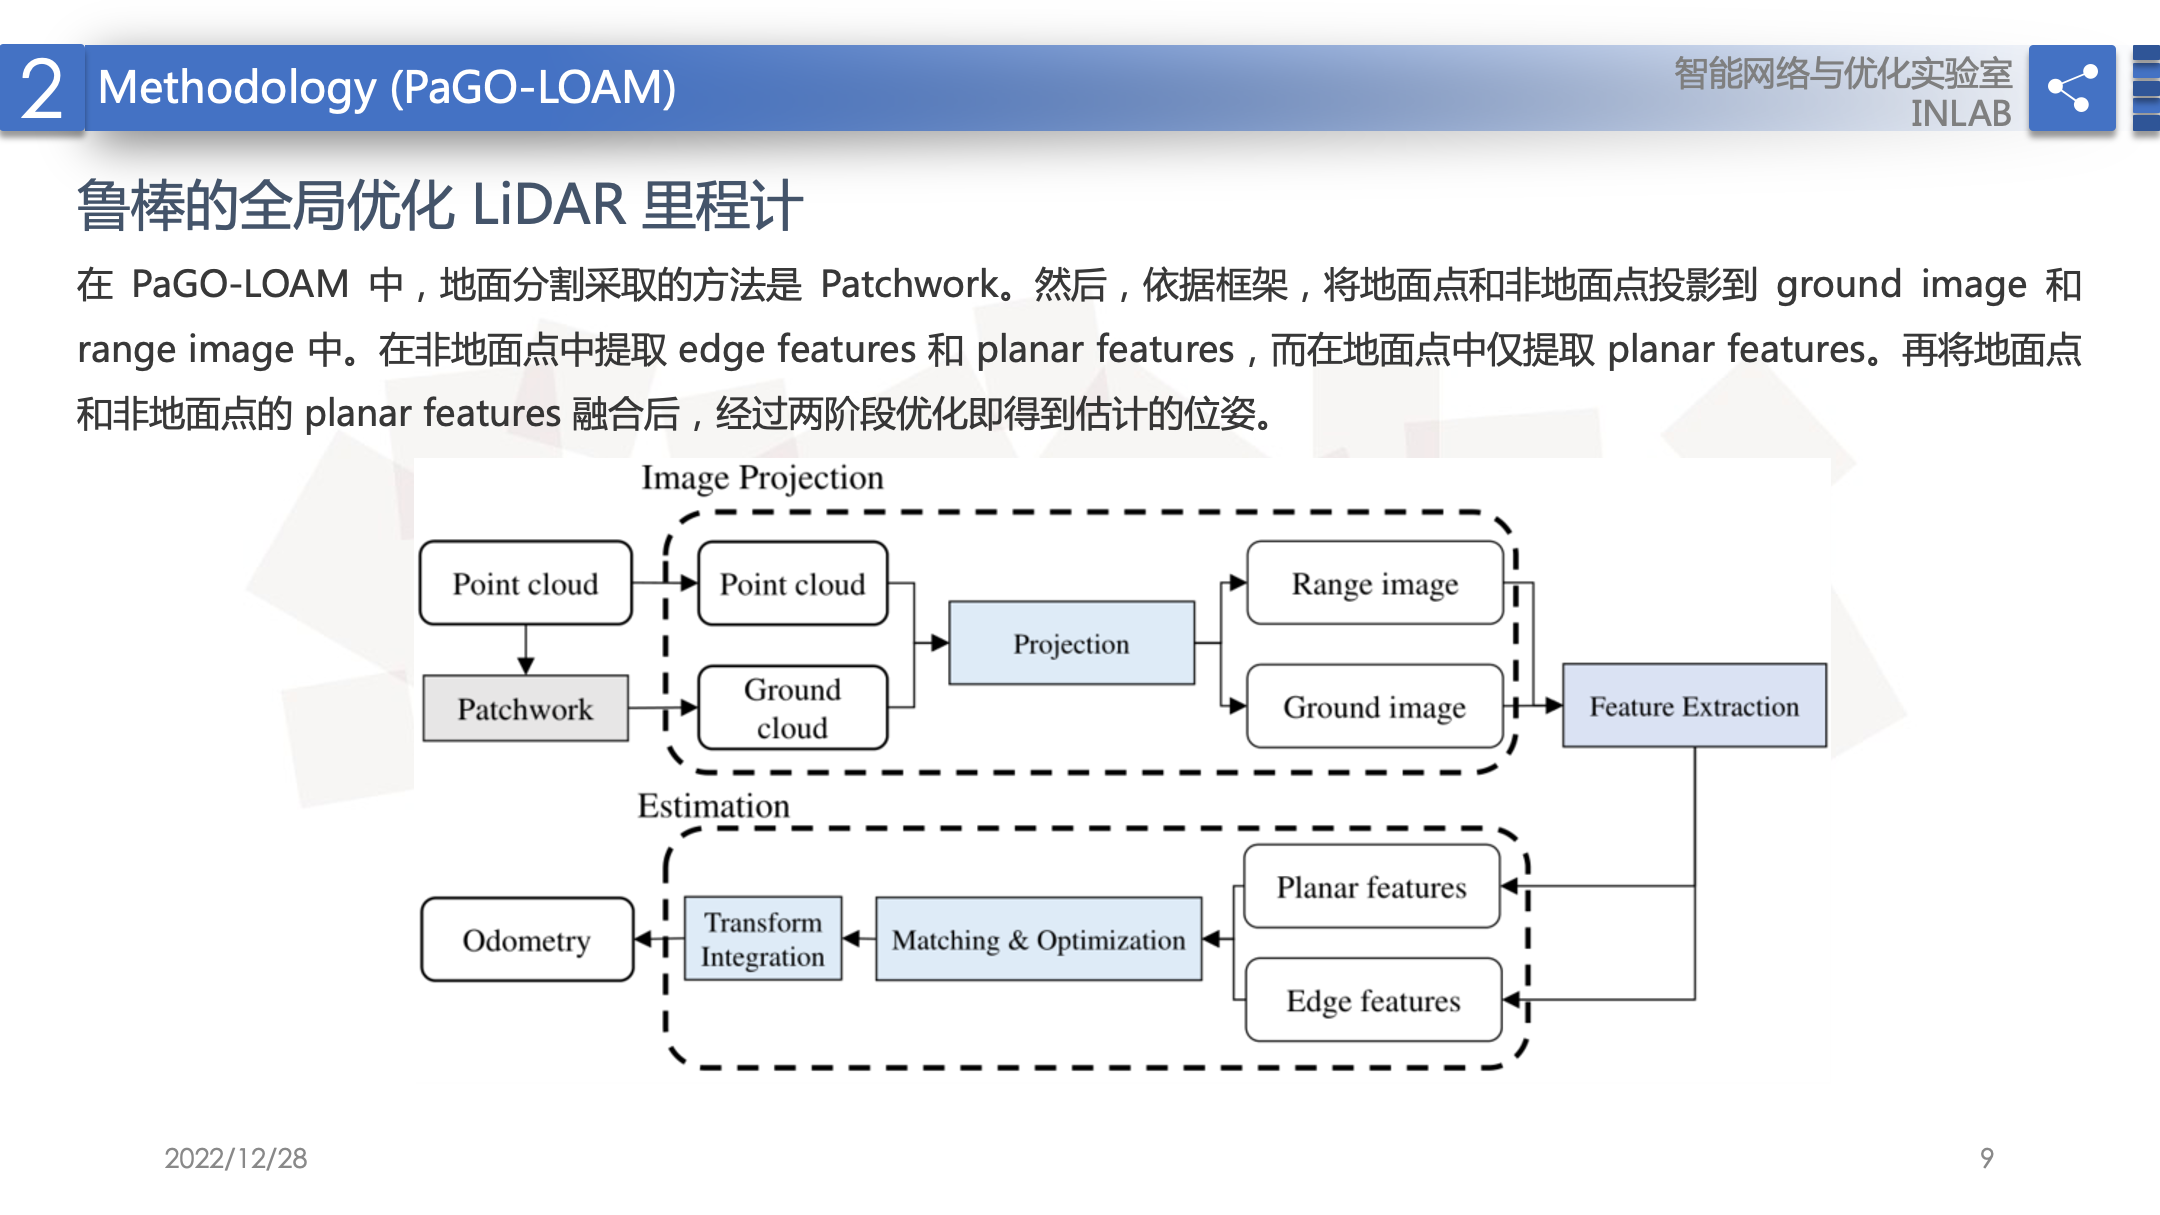 2
Methodology (PaGO-LOAM)
智能网络与优化实验室
INLAB
鲁棒的全局优化 LiDAR 里程计
在 PaGO-LOAM 中，地面分割采取的方法是 Patchwork。然后，依据框架，将地面点和非地面点投影到 ground image 和
range image 中。在非地面点中提取 edge features 和 planar features，而在地面点中仅提取 planar features。再将地面点
和非地面点的 planar features 融合后，经过两阶段优化即得到估计的位姿。
Image Projection
Point cloud
Point cloud
Range image
Projection
Patchwork
Ground
cloud
Ground image
Feature Extraction
Estimation
Planar features
Odometry
Transform
Integration
Matching & Optimization
Edge features
2022/12/28
9